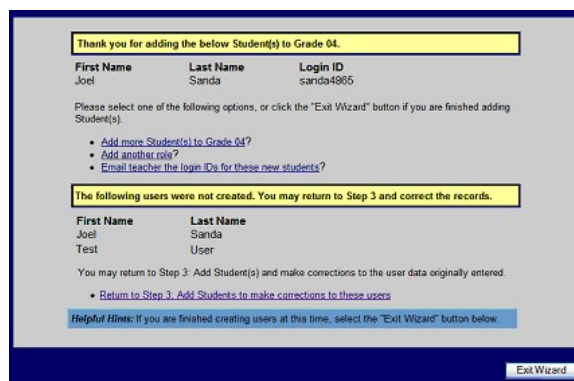 Thank you for adding the below Student(s) to Grade 04.
First Name Last Name Login ID
Joel Sanda sanda4865
Please select one of the following options, or click the "Exit Wizard" button if you are finished adding
Student(s).
Add more Student(s) to Grade 04?
Add another role?
Email teacher the login IDs for these new students?
The following users were not created. You may return to Step 3 and correct the records.
First Name Last Name
Joel Sanda
Test User
You may return to Step 3: Add Student(s) and make corrections to the user data originally entered.
Return to Step 3: Add Students to make corrections to these users
Helpful Hints: If you are finished creating users at this time, select the "Exit Wizard" button below.
Exit Wizard